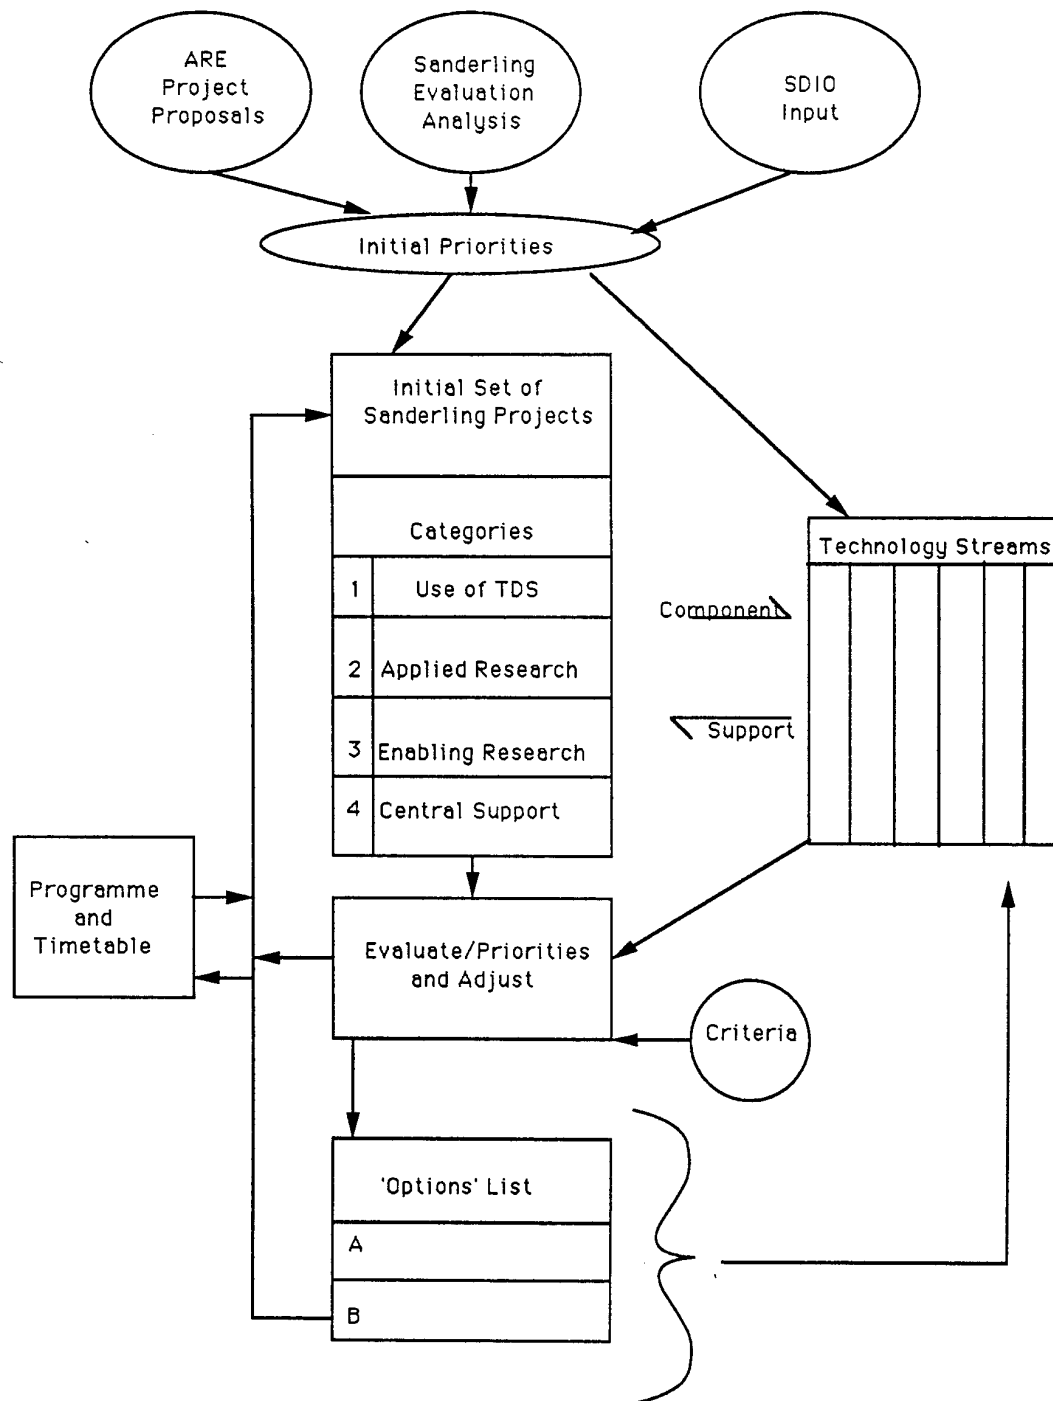 ARE
Project
Proposals
Sanderling
Evaluation
Analysis
SDIO
Input
Initial Priorities
Initial Set of
Sanderling Projects
Categories
1 Use of TDS
2 Applied Research
3 Enabling Research
4 Central Support
Technology Streams
Component
Support
Programme
and
Timetable
Evaluate/Priorities
and Adjust
Criteria
'Options' List
A
B